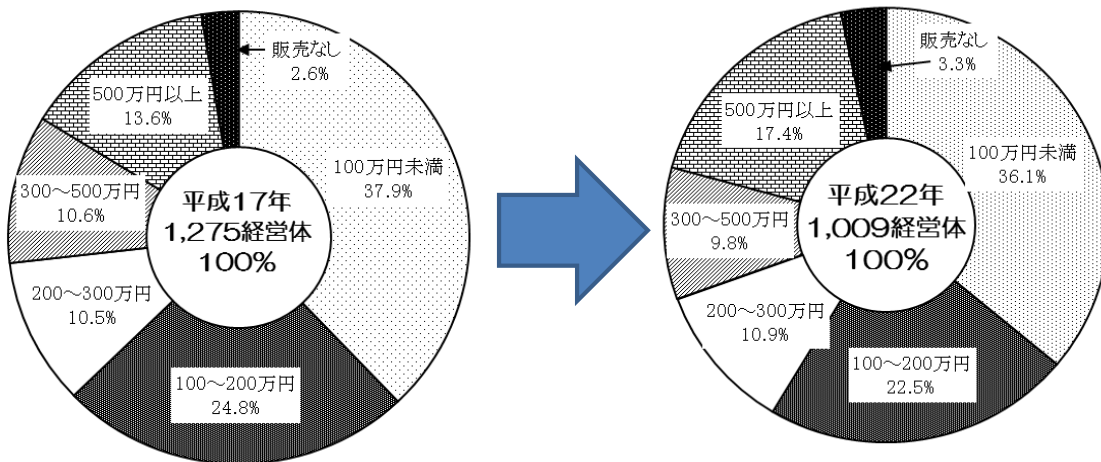 販売なし
2.6%
500万円以上
13.6%
100万円未満
37.9%
300～500万円
10.6%
平成17年
1,275経営体
100%
200～300万円
10.5%
100～200万円
24.8%
販売なし
3.3%
500万円以上
17.4%
100万円未満
36.1%
300～500万円
9.8%
平成22年
1,009経営体
100%
200～300万円
10.9%
100～200万円
22.5%